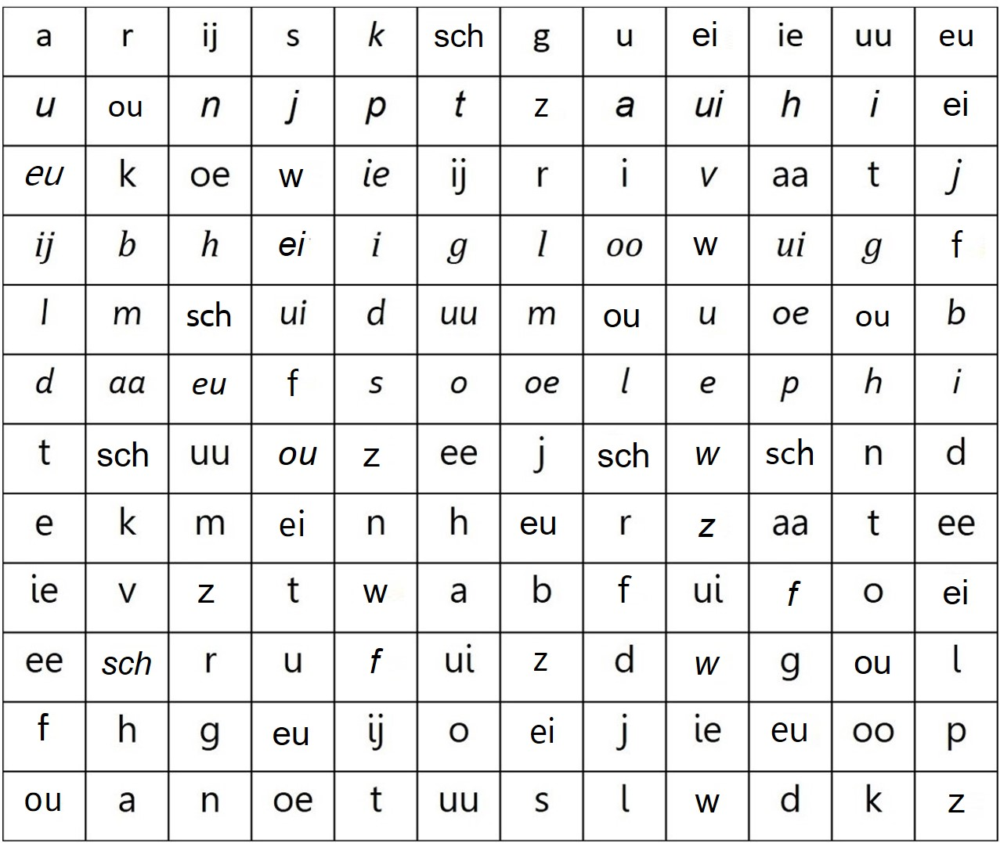 a r ij s k sch g u ei ie uu eu
u ou n j p t z a ui h i ei
eu k oe w ie ij r i v aa t j
ij b h ei i g l oo w ui g f
l m sch ui d uu m ou u oe ou b
d aa eu f s o oe l e p h i
t sch uu ou z ee j sch w sch n d
e k m ei n h eu r z aa t ee
ie v z t w a b f ui f o ei
ee sch r u f ui z d w g ou l
f h g eu ij o ei j ie eu oo p
ou a n oe t uu s l w d k z